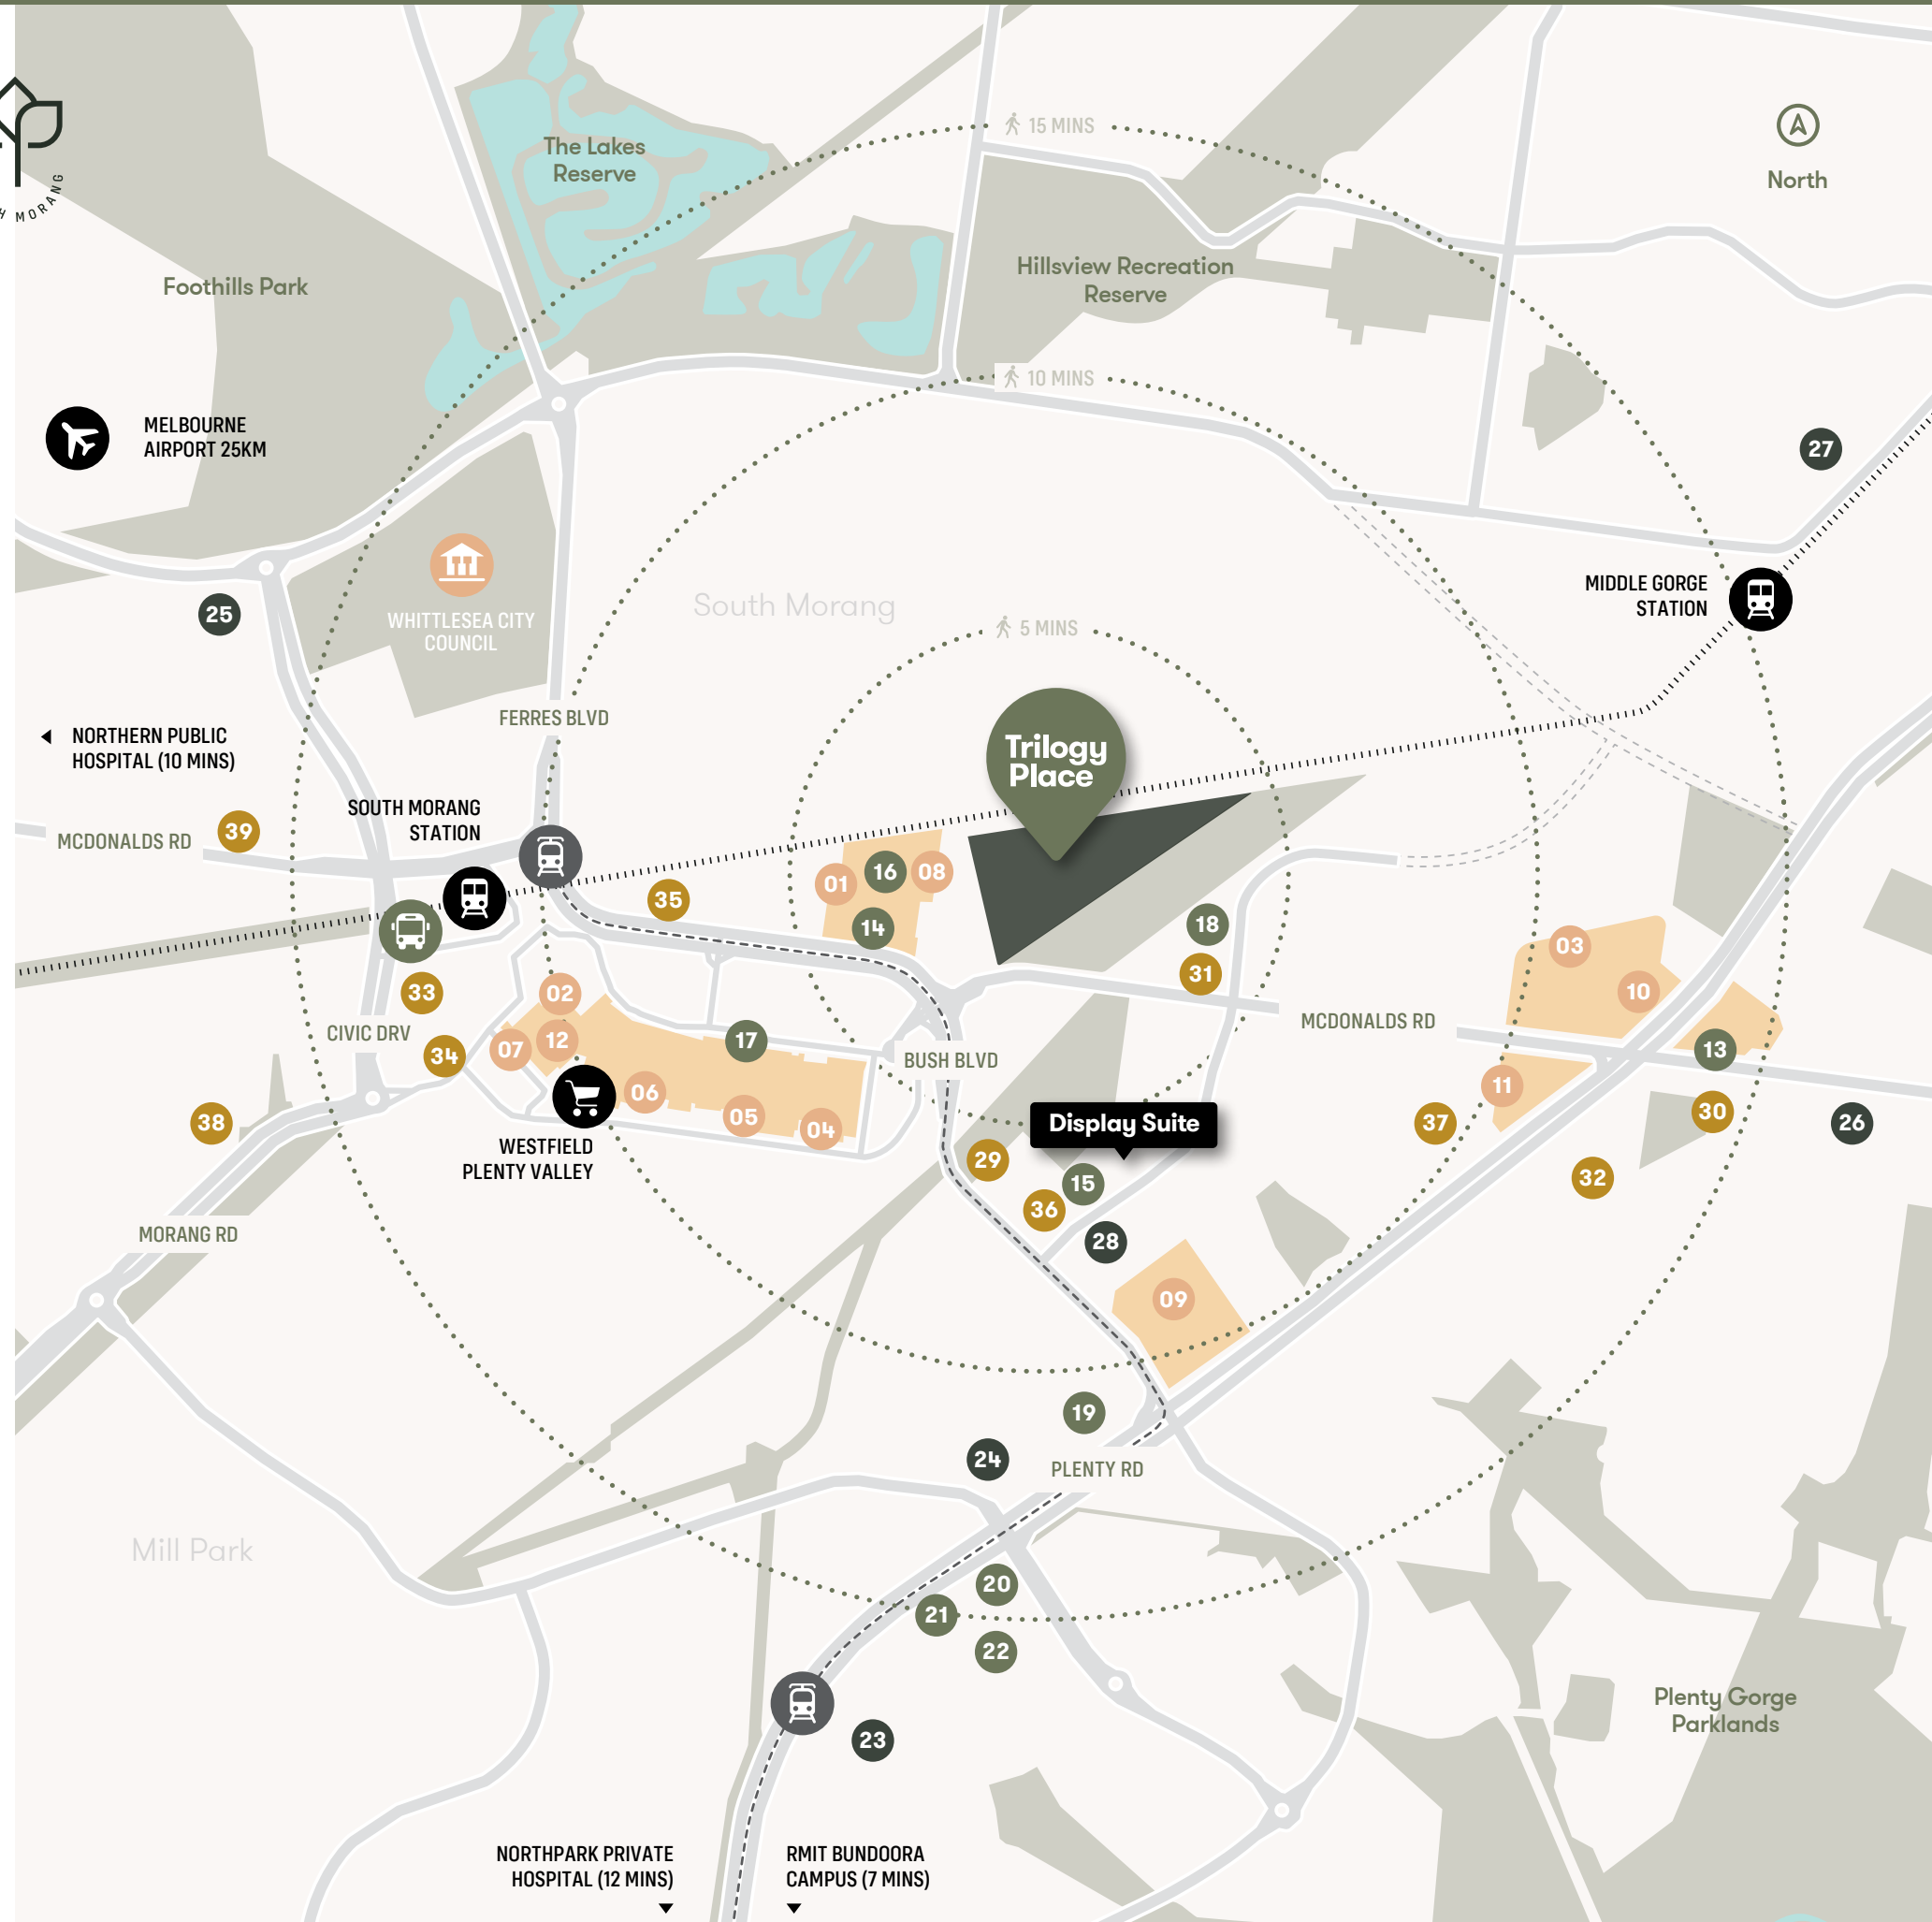 H MORANG
15 MINS
The Lakes
Reserve
North
Foothills Park
Hillsview Recreation
Reserve
10 MINS
MELBOURNE
AIRPORT 25KM
27
WHITTLESEA CITY
COUNCIL
25
South Morang
MIDDLE GORGE
STATION
5 MINS
FERRES BLVD
NORTHERN PUBLIC
HOSPITAL (10 MINS)
Trilogy
Place
SOUTH MORANG
STATION
MCDONALDS RD
39
35
01
16
08
14
18
31
03
10
33
02
CIVIC DRV
34
07
12
17
BUSH BLVD
MCDONALDS RD
13
11
06
05
04
38
WESTFIELD
PLENTY VALLEY
Display Suite
37
30
26
29
15
36
28
32
MORANG RD
09
19
24
PLENTY RD
Mill Park
20
21
22
23
Plenty Gorge
Parklands
NORTHPARK PRIVATE
HOSPITAL (12 MINS)
RMIT BUNDOORA
CAMPUS (7 MINS)